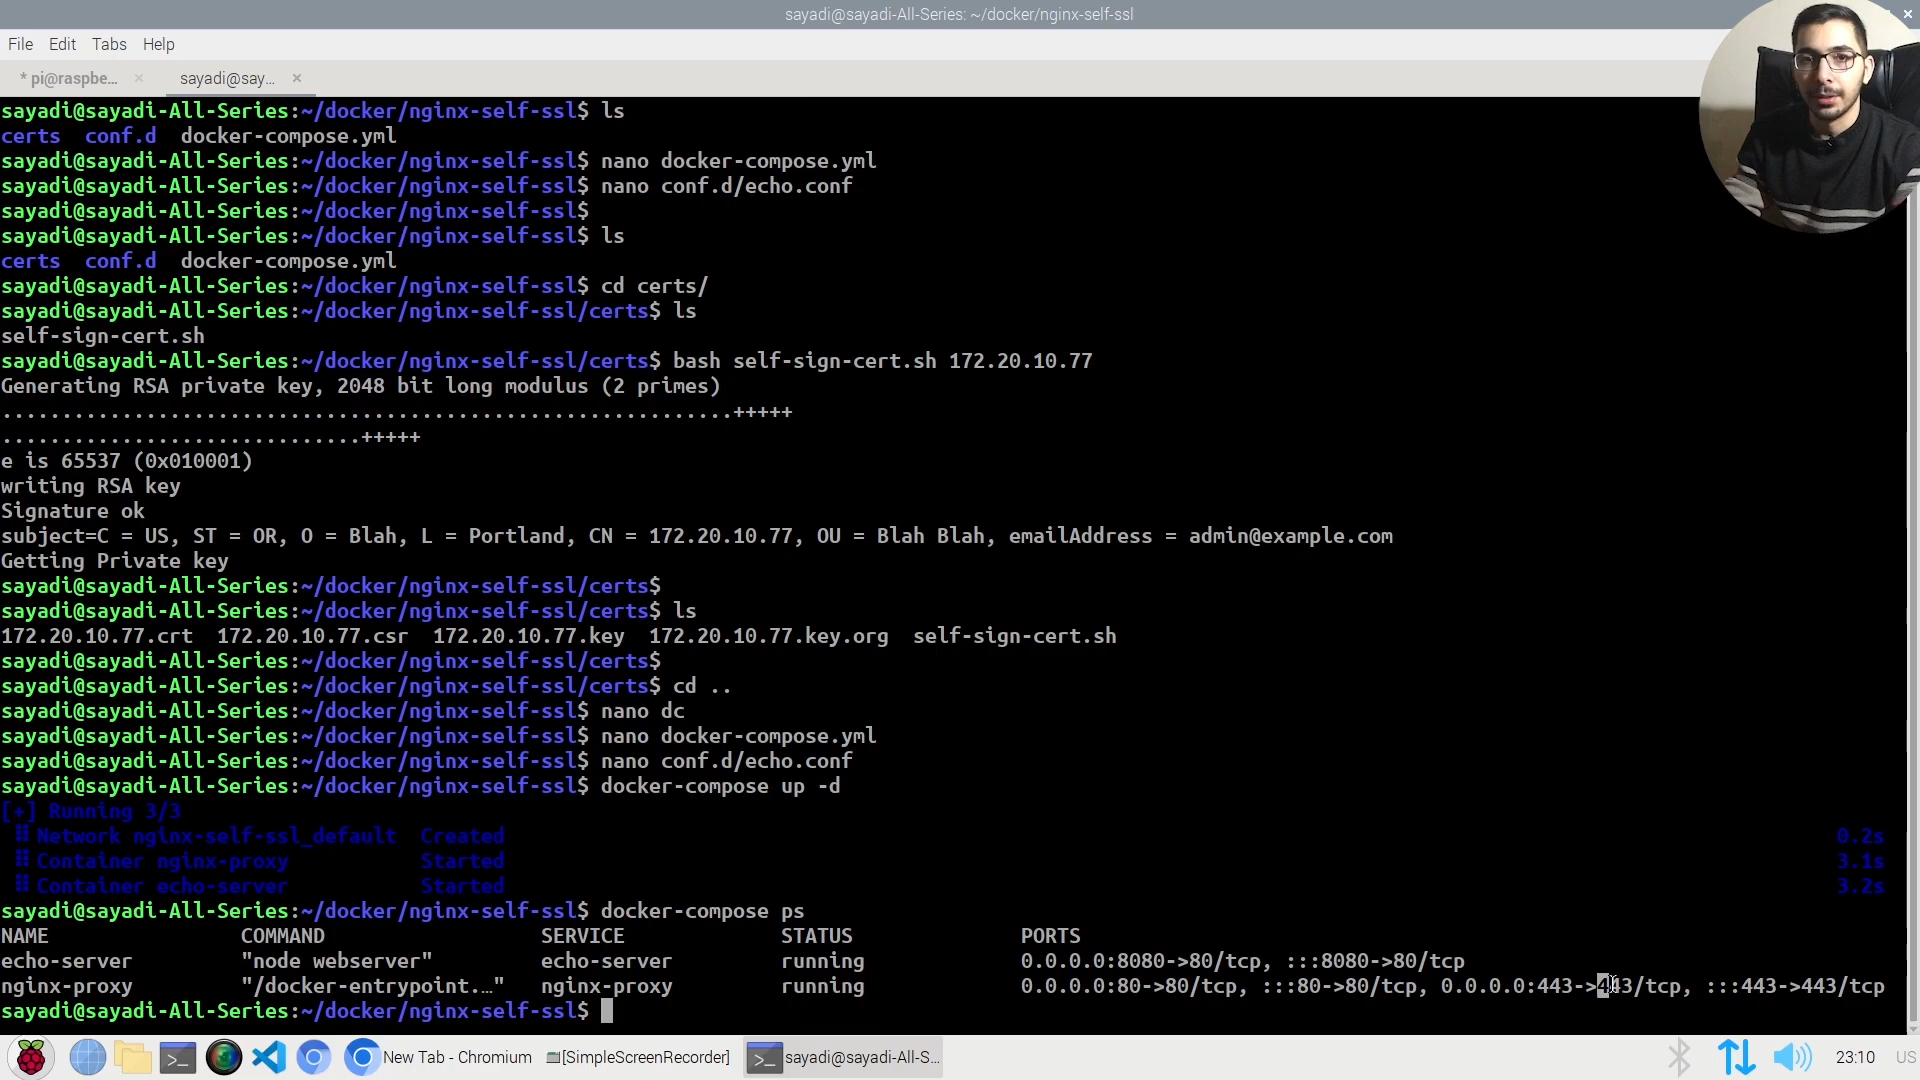 sayadi@sayadi-All-Series: ~/docker/nginx-self-ssl
File Edit Tabs Help
* pi@raspbe...
sayadi@say...
sayadi@sayadi-All-Series:~/docker/nginx-self-ssl$ ls
certs conf.d docker-compose.yml
sayadi@sayadi-All-Series:~/docker/nginx-self-ssl$ nano docker-compose.yml
sayadi@sayadi-All-Series:~/docker/nginx-self-ssl$ nano conf.d/echo.conf
sayadi@sayadi-All-Series:~/docker/nginx-self-ssl$
sayadi@sayadi-All-Series:~/docker/nginx-self-ssl$ ls
certs conf.d docker-compose.yml
sayadi@sayadi-All-Series:~/docker/nginx-self-ssl$ cd certs/
sayadi@sayadi-All-Series:~/docker/nginx-self-ssl/certs$ ls
self-sign-cert.sh
sayadi@sayadi-All-Series:~/docker/nginx-self-ssl/certs$ bash self-sign-cert.sh 172.20.10.77
Generating RSA private key, 2048 bit long modulus (2 primes)
.............................................................+++++
..............................+++++
e is 65537 (0x010001)
writing RSA key
Signature ok
subject=C = US, ST = OR, O = Blah, L = Portland, CN = 172.20.10.77, OU = Blah Blah, emailAddress = admin@example.com
Getting Private key
sayadi@sayadi-All-Series:~/docker/nginx-self-ssl/certs$
sayadi@sayadi-All-Series:~/docker/nginx-self-ssl/certs$ ls
172.20.10.77.crt 172.20.10.77.csr 172.20.10.77.key 172.20.10.77.key.org self-sign-cert.sh
sayadi@sayadi-All-Series:~/docker/nginx-self-ssl/certs$
sayadi@sayadi-All-Series:~/docker/nginx-self-ssl/certs$ cd ..
sayadi@sayadi-All-Series:~/docker/nginx-self-ssl$ nano dc
sayadi@sayadi-All-Series:~/docker/nginx-self-ssl$ nano docker-compose.yml
sayadi@sayadi-All-Series:~/docker/nginx-self-ssl$ nano conf.d/echo.conf
sayadi@sayadi-All-Series:~/docker/nginx-self-ssl$ docker-compose up -d
[+] Running 3/3
⠿ Network nginx-self-ssl_default Created 0.2s
⠿ Container nginx-proxy Started 3.1s
⠿ Container echo-server Started 3.2s
sayadi@sayadi-All-Series:~/docker/nginx-self-ssl$ docker-compose ps
NAME COMMAND SERVICE STATUS PORTS
echo-server "node webserver" echo-server running 0.0.0.0:8080->80/tcp, :::8080->80/tcp
nginx-proxy "/docker-entrypoint.…" nginx-proxy running 0.0.0.0:80->80/tcp, :::80->80/tcp, 0.0.0.0:443->443/tcp, :::443->443/tcp
sayadi@sayadi-All-Series:~/docker/nginx-self-ssl$
New Tab - Chromium [SimpleScreenRecorder] sayadi@sayadi-All-S... 23:10 US